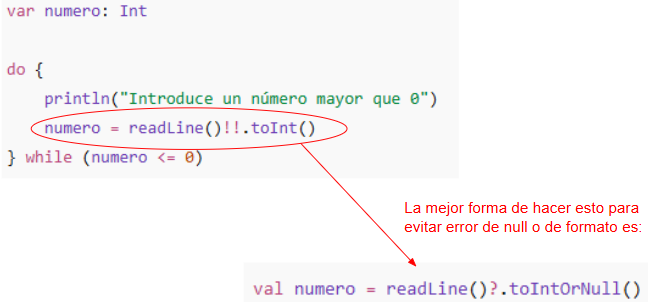 var numero: Int
do {
println("Introduce un número mayor que 0")
numero = readLine()!!.toInt()
} while (numero <= 0)
La mejor forma de hacer esto para
evitar error de null o de formato es:
val numero = readLine()?.toIntOrNull()